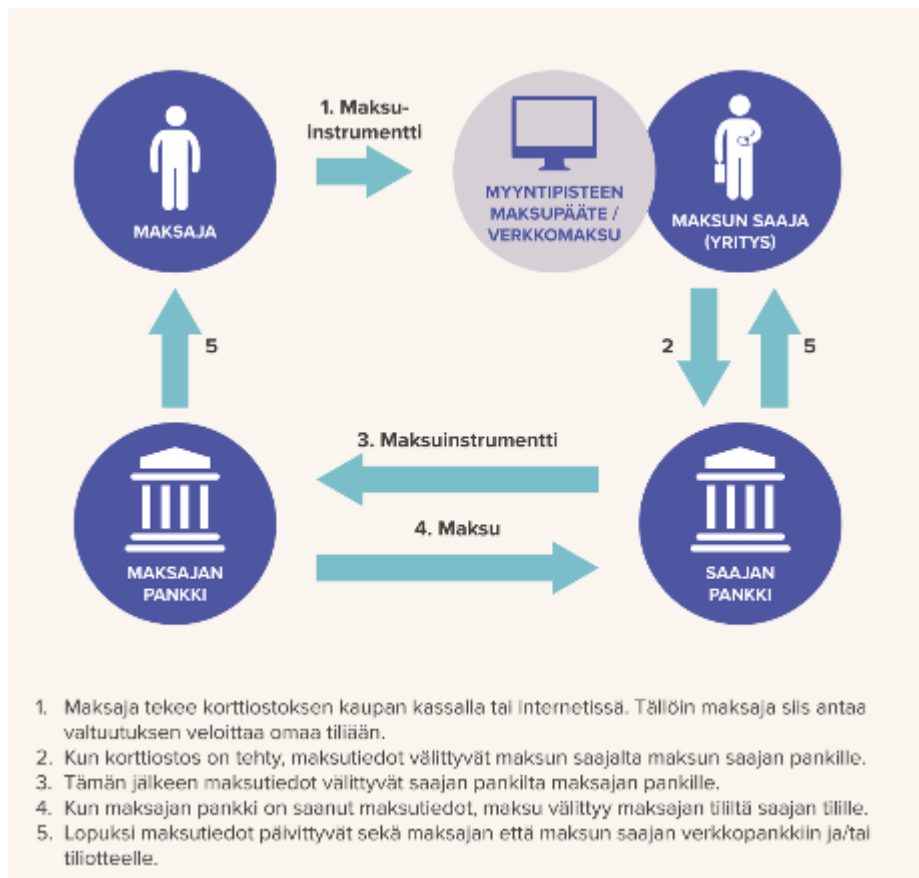 1. Maksu-
instrumentti
MAKSAJA
MYYNTIPISTEEN
MAKSUPÄÄTE /
VERKKOMAKSU
MAKSUN SAAJA
(YRITYS)
5
2
5
3. Maksuinstrumentti
4. Maksu
MAKSAJAN
PANKKI
SAAJAN
PANKKI
1. Maksaja tekee korttiostoksen kaupan kassalla tai internetissä. Tällöin maksaja siis antaa
valtuutuksen veloittaa omaa tiliään.
2. Kun korttiostos on tehty, maksutiedot välittyvät maksun saajalta maksun saajan pankille.
3. Tämän jälkeen maksutiedot välittyvät saajan pankilta maksajan pankille.
4. Kun maksajan pankki on saanut maksutiedot, maksu välittyy maksajan tililtä saajan tilille.
5. Lopuksi maksutiedot päivittyvät sekä maksajan että maksun saajan verkkopankkiin ja/tai
tiliotteelle.